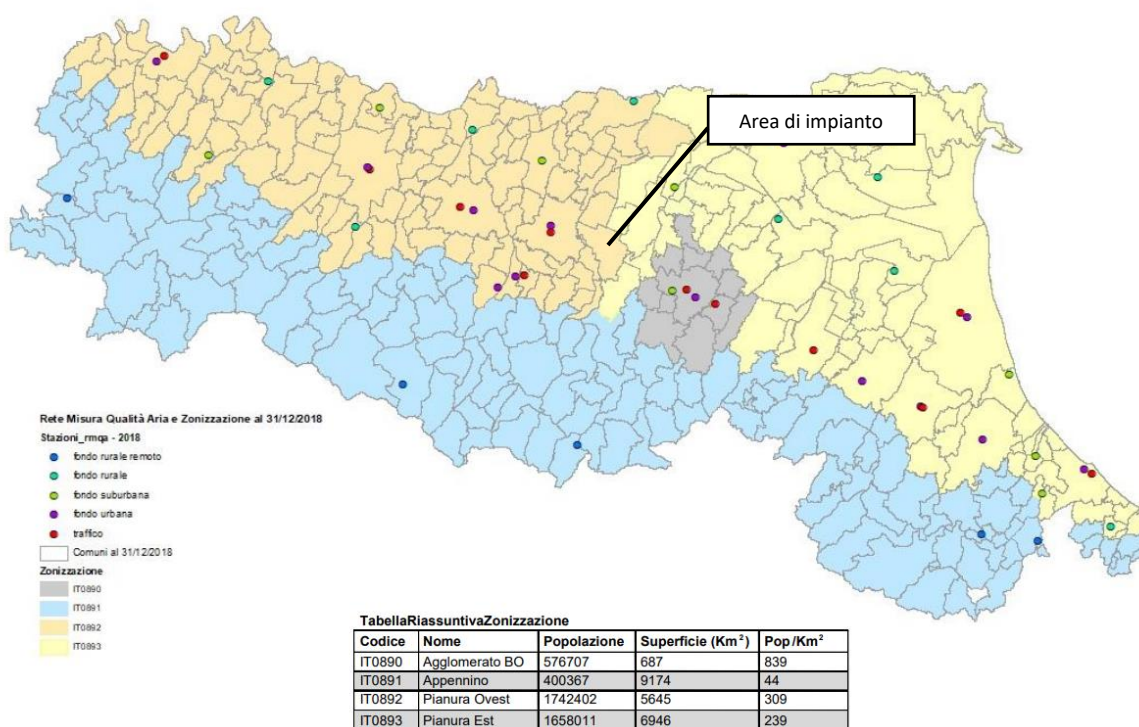 Area di impianto
Rete Misura Qualità Aria e Zonizzazione al 31/12/2018
Stazioni_rmqa - 2018
fondo rurale remoto
fondo rurale
fondo suburbana
fondo urbana
traffico
Comuni al 31/12/2018
Zonizzazione
IT0890
IT0891
IT0892
IT0893
TabellaRiassuntivaZonizzazione
Codice Nome Popolazione Superficie (Km²) Pop/Km²
IT0890 Agglomerato BO 576707 687 839
IT0891 Appennino 400367 9174 44
IT0892 Pianura Ovest 1742402 5645 309
IT0893 Pianura Est 1658011 6946 239